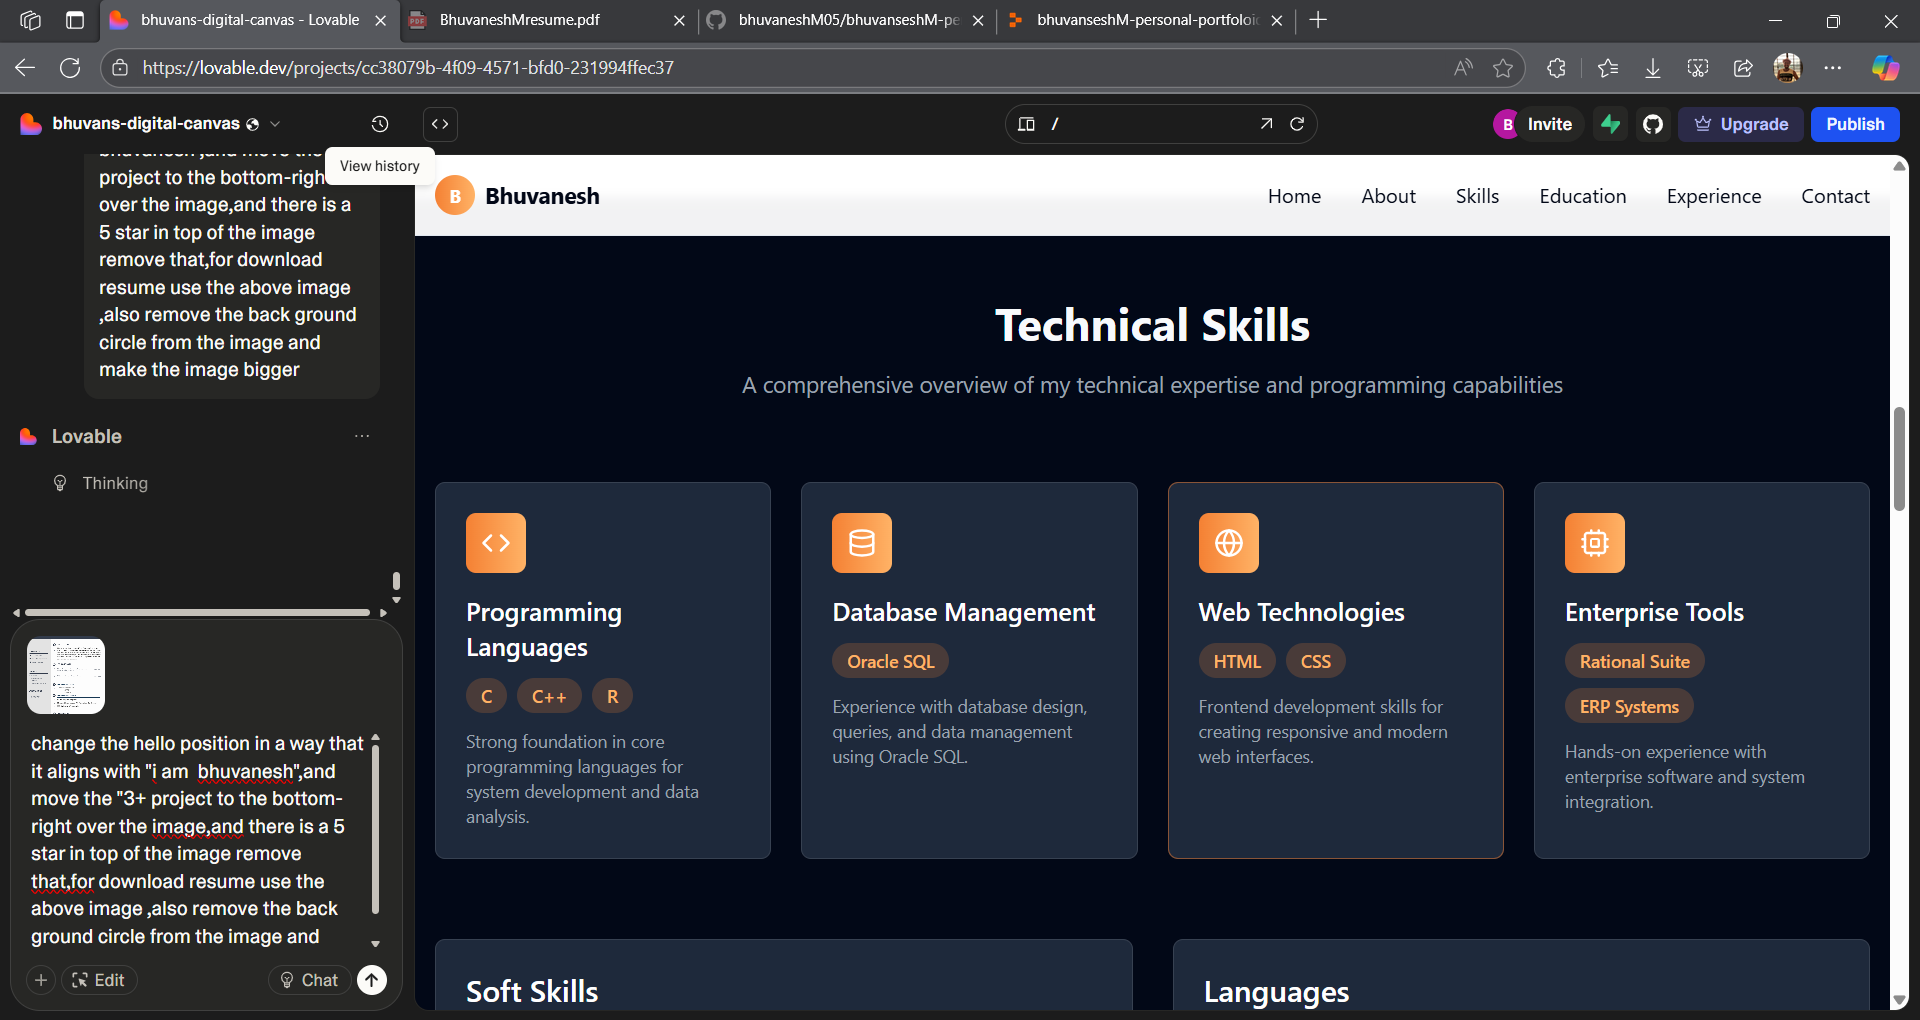 bhuvans-digital-canvas - Lovable
BhuvaneshMresume.pdf
bhuvaneshM05/bhuvanseshM-pe
bhuvanseshM-personal-portfoloi
https://lovable.dev/projects/cc38079b-4f09-4571-bfd0-231994ffec37
bhuvans-digital-canvas
/
B
Invite
Upgrade
Publish
View history
project to the bottom-righ
over the image,and there is a
5 star in top of the image
remove that,for download
resume use the above image
,also remove the back ground
circle from the image and
make the image bigger
Lovable
Thinking
change the hello position in a way that
it aligns with "i am bhuvanesh",and
move the "3+ project to the bottom-
right over the image,and there is a 5
star in top of the image remove
that,for download resume use the
above image ,also remove the back
ground circle from the image and
Edit
Chat
B
Bhuvanesh
Home
About
Skills
Education
Experience
Contact
Technical Skills
A comprehensive overview of my technical expertise and programming capabilities
Programming
Languages
C
C++
R
Strong foundation in core
programming languages for
system development and data
analysis.
Database Management
Oracle SQL
Experience with database design,
queries, and data management
using Oracle SQL.
Web Technologies
HTML
CSS
Frontend development skills for
creating responsive and modern
web interfaces.
Enterprise Tools
Rational Suite
ERP Systems
Hands-on experience with
enterprise software and system
integration.
Soft Skills
Languages